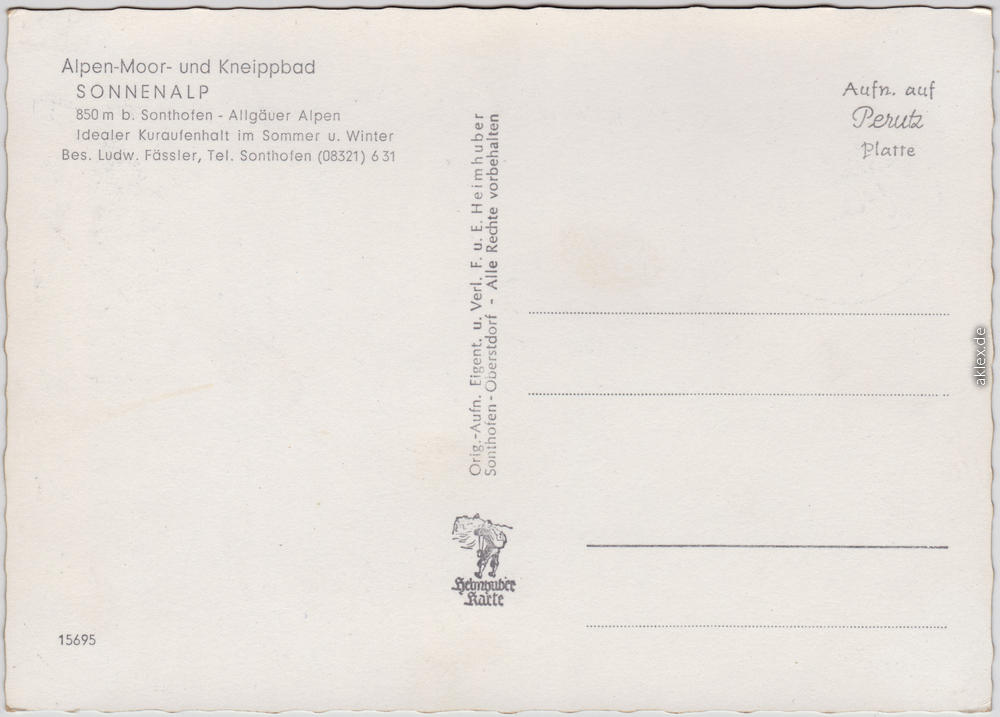 Alpen-Moor- und Kneippbad
SONNENALP
850 m b. Sonthofen - Allgäuer Alpen
Idealer Kuraufenhalt im Sommer u. Winter
Bes. Ludw. Fässler, Tel. Sonthofen (08321) 6 31
Orig.-Aufn. Eigent. u. Verl. F. u. E. Heimhuber
Sonthofen - Oberstdorf - Alle Rechte vorbehalten
Aufn. auf
Perutz
Platte
Heimhuber
Karte
15695
aklex.de